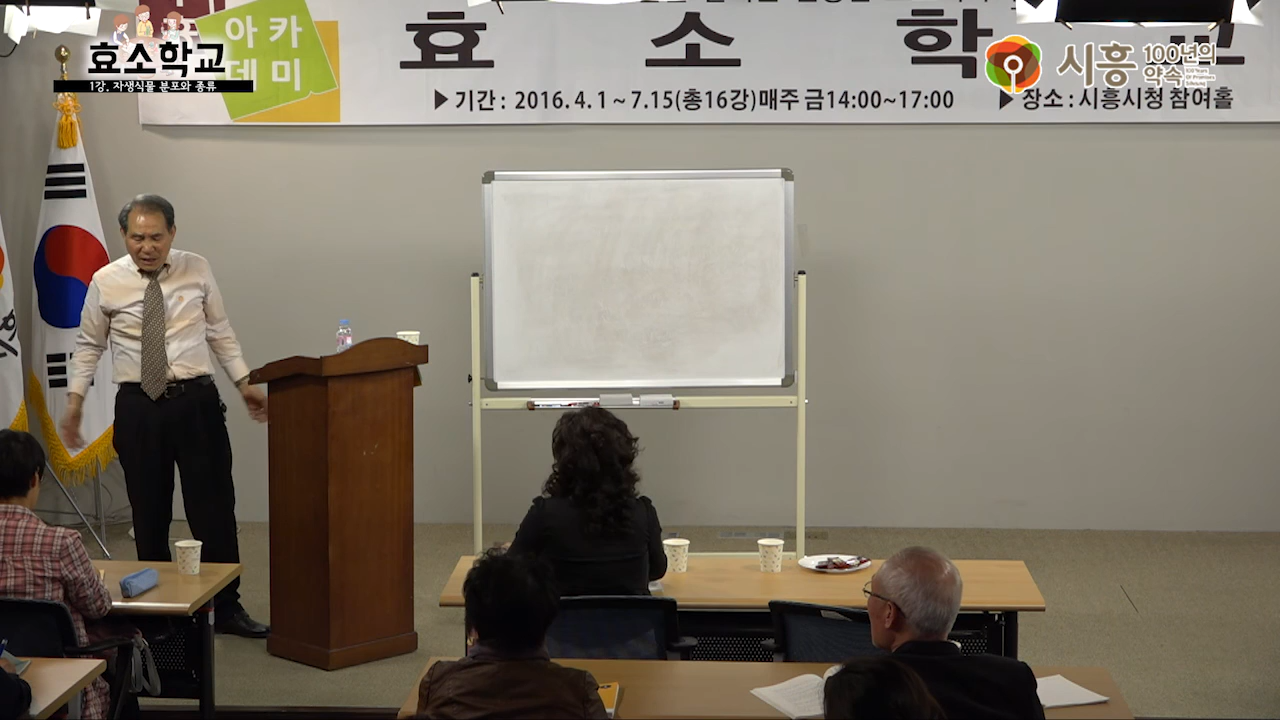 아카
데미
효소학교
1강. 자생식물 분포와 종류
효소학교
▶기간 : 2016. 4. 1 ~ 7.15(총16강)매주 금14:00~17:00
▶장소 : 시흥시청 참여홀
시흥
100년의
약속